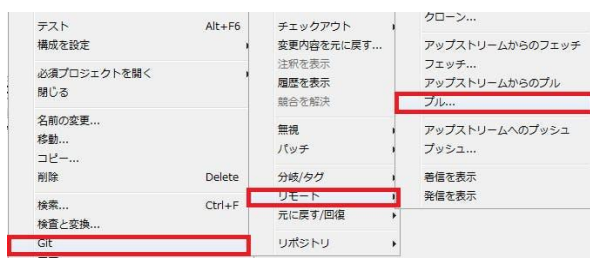 テスト Alt+F6
構成を設定
必須プロジェクトを開く
閉じる
名前の変更...
移動...
コピー...
削除 Delete
検索... Ctrl+F
検査と変換...
Git
チェックアウト
変更内容を元に戻す...
注釈を表示
履歴を表示
競合を解決
無視
パッチ
分岐/タグ
リモート
元に戻す/回復
リポジトリ
クローン...
アップストリームからのフェッチ
フェッチ...
アップストリームからのプル
プル...
アップストリームへのプッシュ
プッシュ...
着信を表示
発信を表示